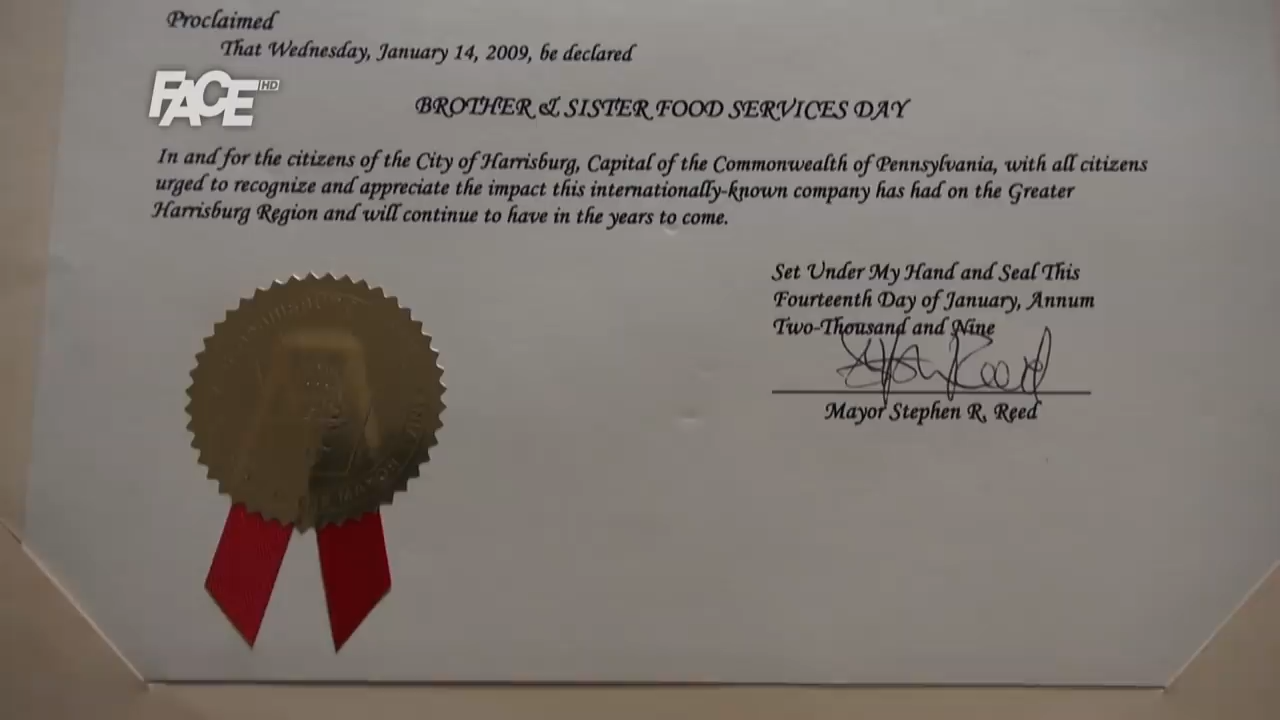 Proclaimed
That Wednesday, January 14, 2009, be declared
FACE HD
BROTHER & SISTER FOOD SERVICES DAY
In and for the citizens of the City of Harrisburg, Capital of the Commonwealth of Pennsylvania, with all citizens
urged to recognize and appreciate the impact this internationally-known company has had on the Greater
Harrisburg Region and will continue to have in the years to come.
Set Under My Hand and Seal This
Fourteenth Day of January, Annum
Two-Thousand and Nine
Mayor Stephen R. Reed